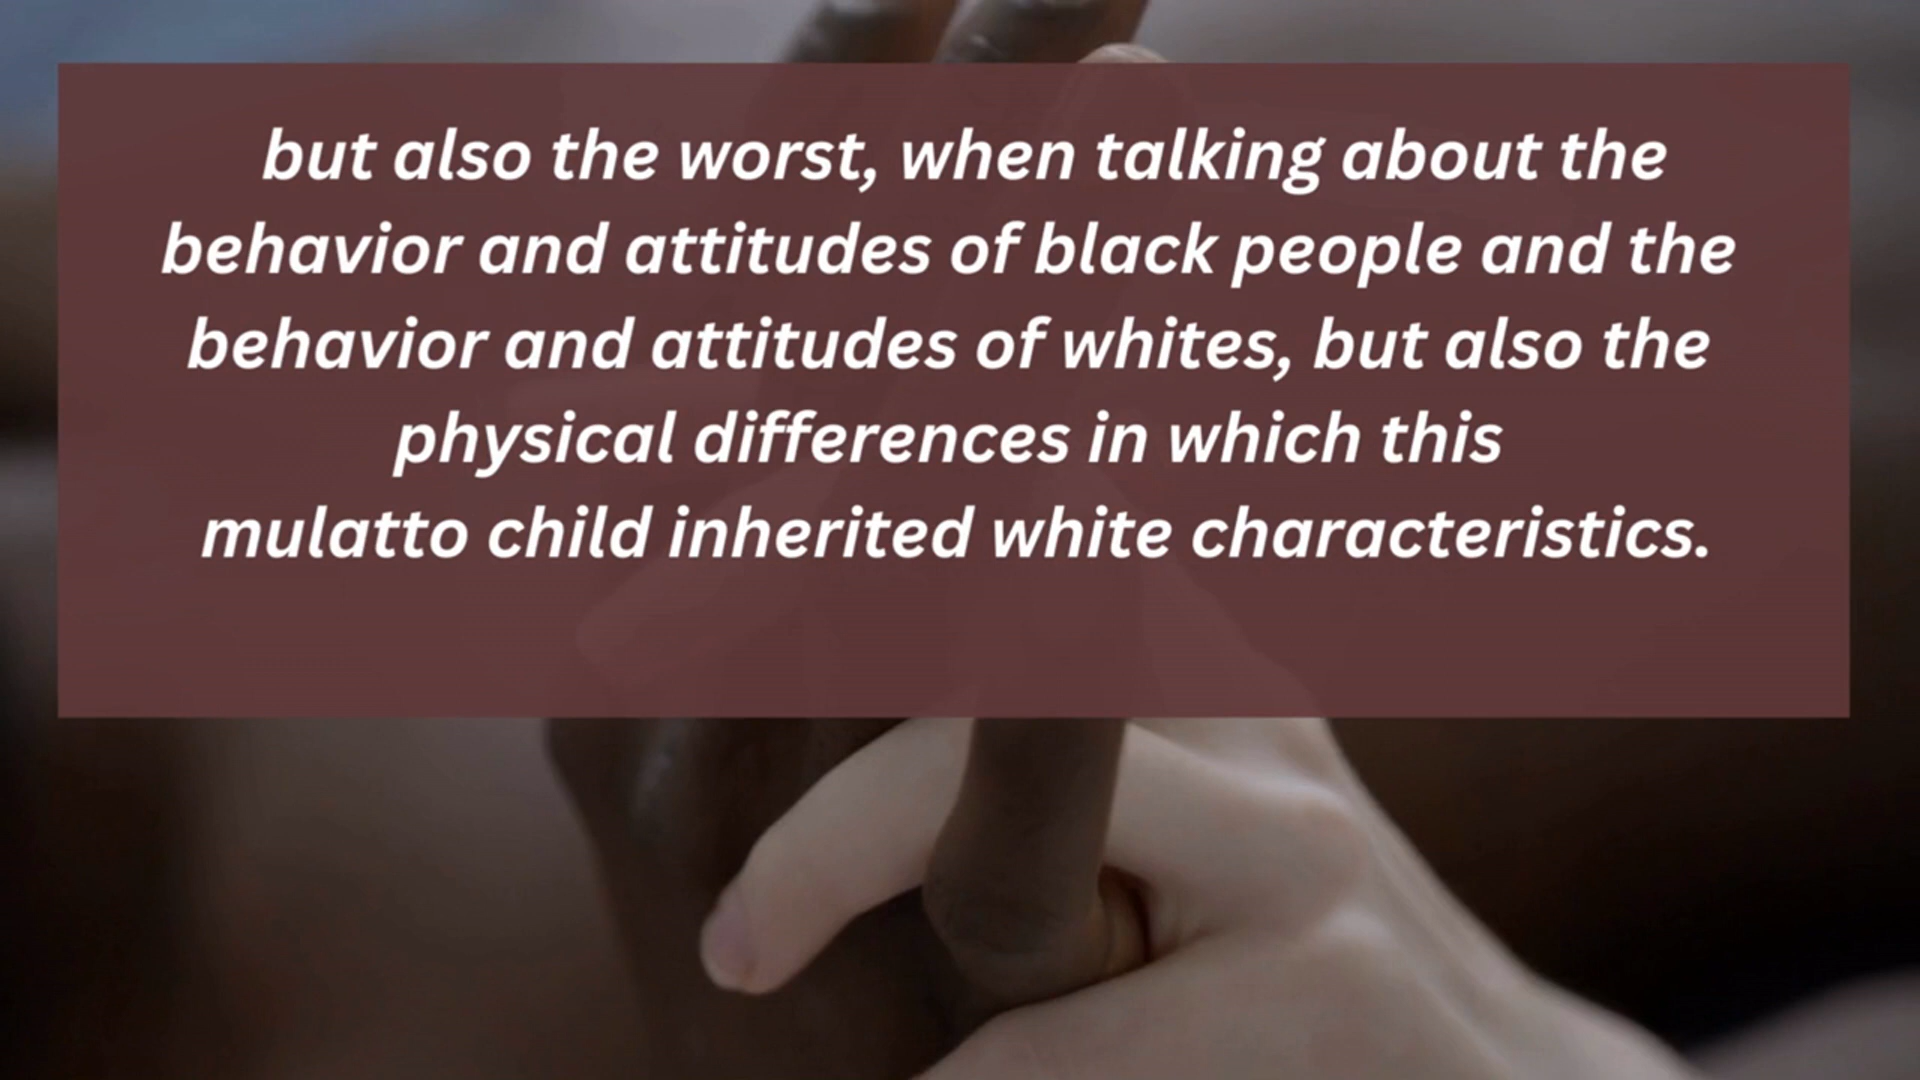 but also the worst, when talking about the
behavior and attitudes of black people and the
behavior and attitudes of whites, but also the
physical differences in which this
mulatto child inherited white characteristics.